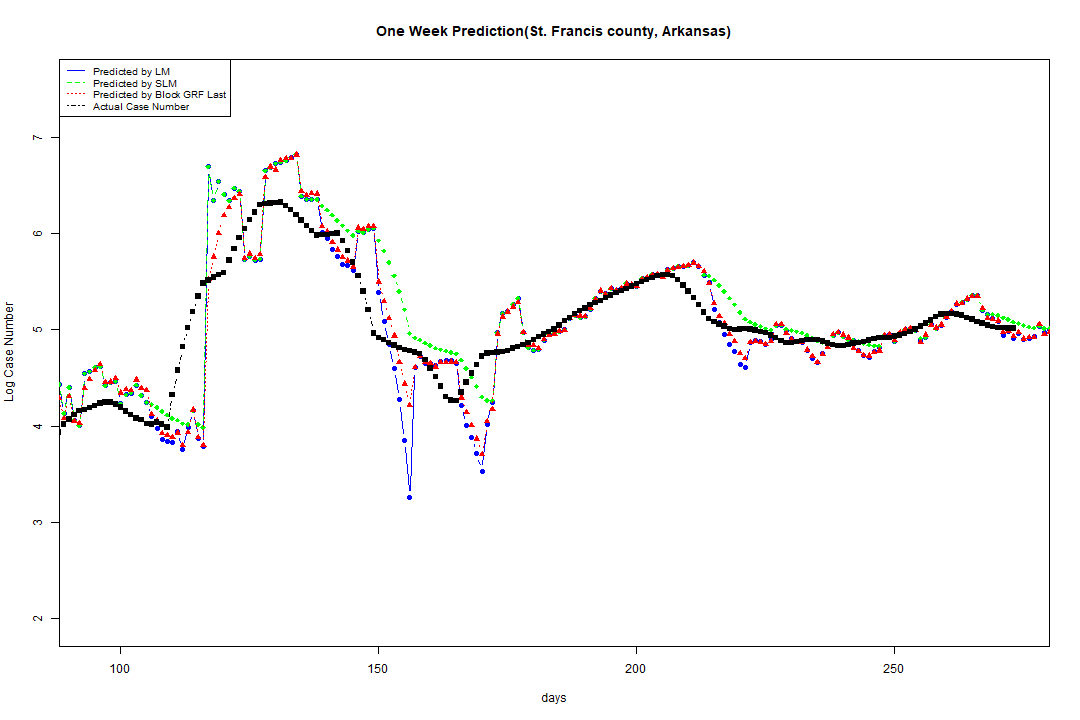 One Week Prediction(St. Francis county, Arkansas)
Predicted by LM
Predicted by SLM
Predicted by Block GRF Last
Actual Case Number
7
6
5
4
3
2
Log Case Number
100 150 200 250
days